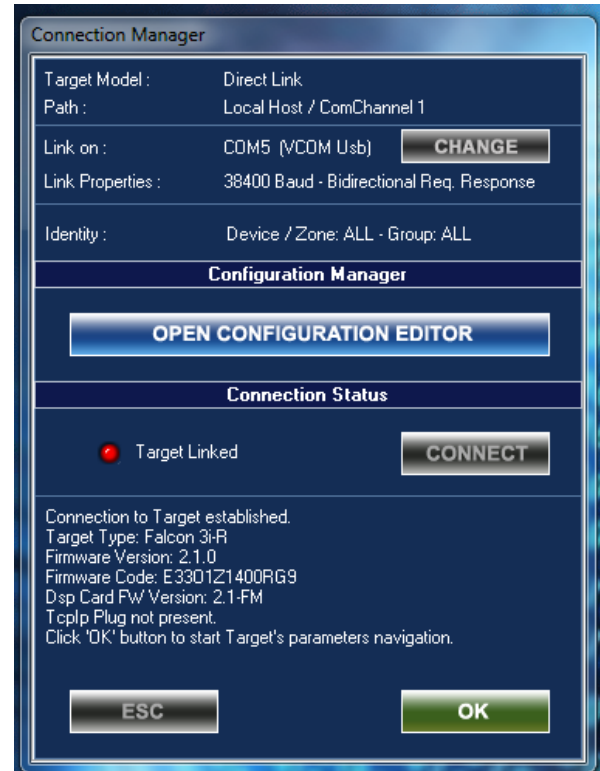 Connection Manager
Target Model : Direct Link
Path : Local Host / ComChannel 1
Link on : COM5 (VCOM Usb) CHANGE
Link Properties : 38400 Baud - Bidirectional Req. Response
Identity : Device / Zone: ALL - Group: ALL
Configuration Manager
OPEN CONFIGURATION EDITOR
Connection Status
Target Linked CONNECT
Connection to Target established.
Target Type: Falcon 3i-R
Firmware Version: 2.1.0
Firmware Code: E33O1Z1400RG9
Dsp Card FW Version: 2.1-FM
TcpIp Plug not present.
Click 'OK' button to start Target's parameters navigation.
ESC OK